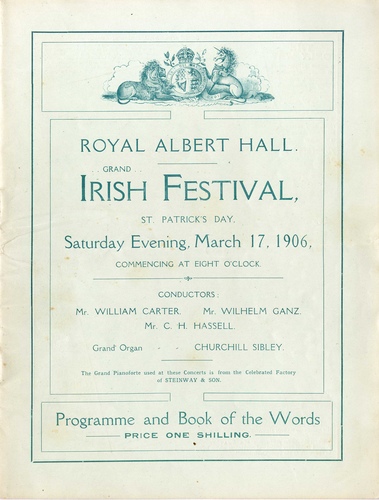 ROYAL ALBERT HALL.
GRAND . .
IRISH FESTIVAL,
ST. PATRICK'S DAY.
Saturday Evening, March 17, 1906,
COMMENCING AT EIGHT O'CLOCK.
CONDUCTORS:
Mr. WILLIAM CARTER. Mr. WILHELM GANZ.
Mr. C. H. HASSELL.
Grand Organ . . CHURCHILL SIBLEY.
The Grand Pianoforte used at these Concerts is from the Celebrated Factory
of STEINWAY & SON.
Programme and Book of the Words
PRICE ONE SHILLING.